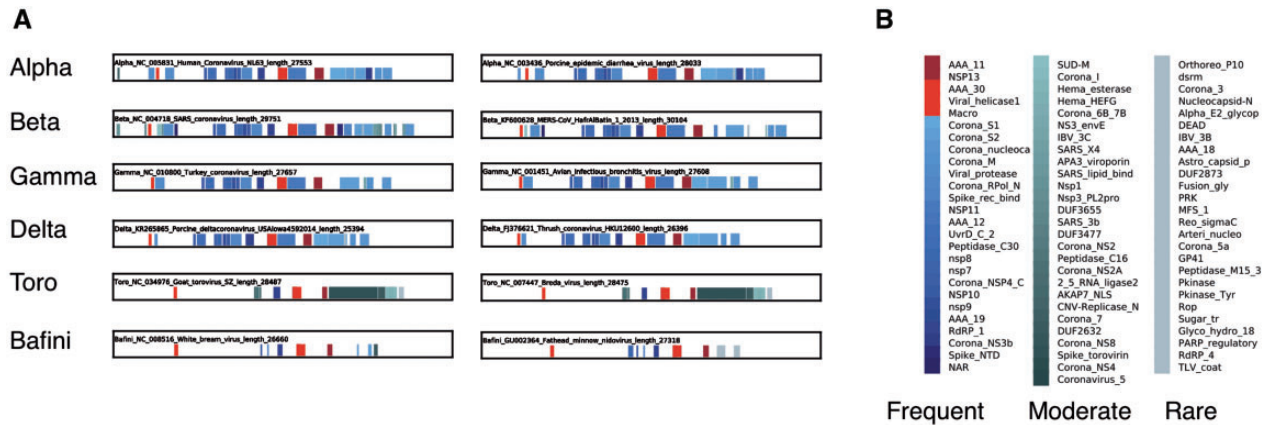 A
Alpha
Alpha_NC_005831_Human_Coronavirus_NL63_length_27553
Alpha_NC_003436_Porcine_epidemic_diarrhea_virus_length_28033
Beta
Beta_NC_004718_SARS_coronavirus_length_29751
Beta_KF600628_MERS-CoV_HafrAlBatin_1_2013_length_30104
Gamma
Gamma_NC_010800_Turkey_coronavirus_length_27657
Gamma_NC_001451_Avian_infectious_bronchitis_virus_length_27608
Delta
Delta_KR265865_Porcine_deltacoronavirus_USAIowa4592014_length_25394
Delta_FJ376621_Thrush_coronavirus_HKU12600_length_26396
Toro
Toro_NC_034976_Goat_torovirus_SZ_length_28487
Toro_NC_007447_Breda_virus_length_28475
Bafini
Bafini_NC_008516_White_bream_virus_length_26660
Bafini_GU002364_Fathead_minnow_nidovirus_length_27318
B
AAA_11
NSP13
AAA_30
Viral_helicase1
Macro
Corona_S1
Corona_S2
Corona_nucleoca
Corona_M
Viral_protease
Corona_RPol_N
Spike_rec_bind
NSP11
AAA_12
UvrD_C_2
Peptidase_C30
nsp8
nsp7
Corona_NSP4_C
NSP10
nsp9
AAA_19
RdRP_1
Corona_NS3b
Spike_NTD
NAR
Frequent
SUD-M
Corona_I
Hema_esterase
Hema_HEFG
Corona_6B_7B
NS3_envE
IBV_3C
SARS_X4
APA3_viroporin
SARS_lipid_bind
Nsp1
Nsp3_PL2pro
DUF3655
SARS_3b
DUF3477
Corona_NS2
Peptidase_C16
Corona_NS2A
2_5_RNA_ligase2
AKAP7_NLS
CNV-Replicase_N
Corona_7
DUF2632
Corona_NS8
Spike_torovirin
Corona_NS4
Coronavirus_5
Moderate
Orthoreo_P10
dsrm
Corona_3
Nucleocapsid-N
Alpha_E2_glycop
DEAD
IBV_3B
AAA_18
Astro_capsid_p
DUF2873
Fusion_gly
PRK
MFS_1
Reo_sigmaC
Arteri_nucleo
Corona_5a
GP41
Peptidase_M15_3
Pkinase
Pkinase_Tyr
Rop
Sugar_tr
Glyco_hydro_18
PARP_regulatory
RdRP_4
TLV_coat
Rare